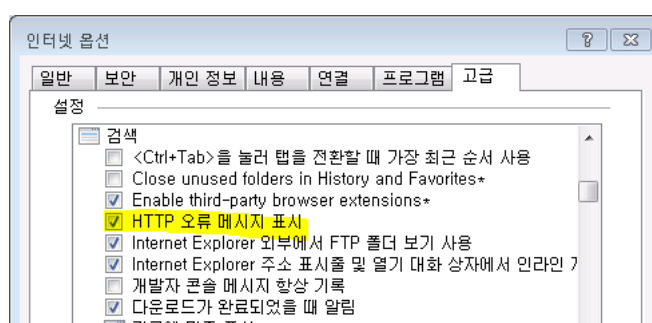 인터넷 옵션
일반 보안 개인 정보 내용 연결 프로그램 고급
설정
검색
<Ctrl+Tab>을 눌러 탭을 전환할 때 가장 최근 순서 사용
Close unused folders in History and Favorites*
Enable third-party browser extensions*
HTTP 오류 메시지 표시
Internet Explorer 외부에서 FTP 폴더 보기 사용
Internet Explorer 주소 표시줄 및 열기 대화 상자에서 인라인
개발자 콘솔 메시지 항상 기록
다운로드가 완료되었을 때 알림